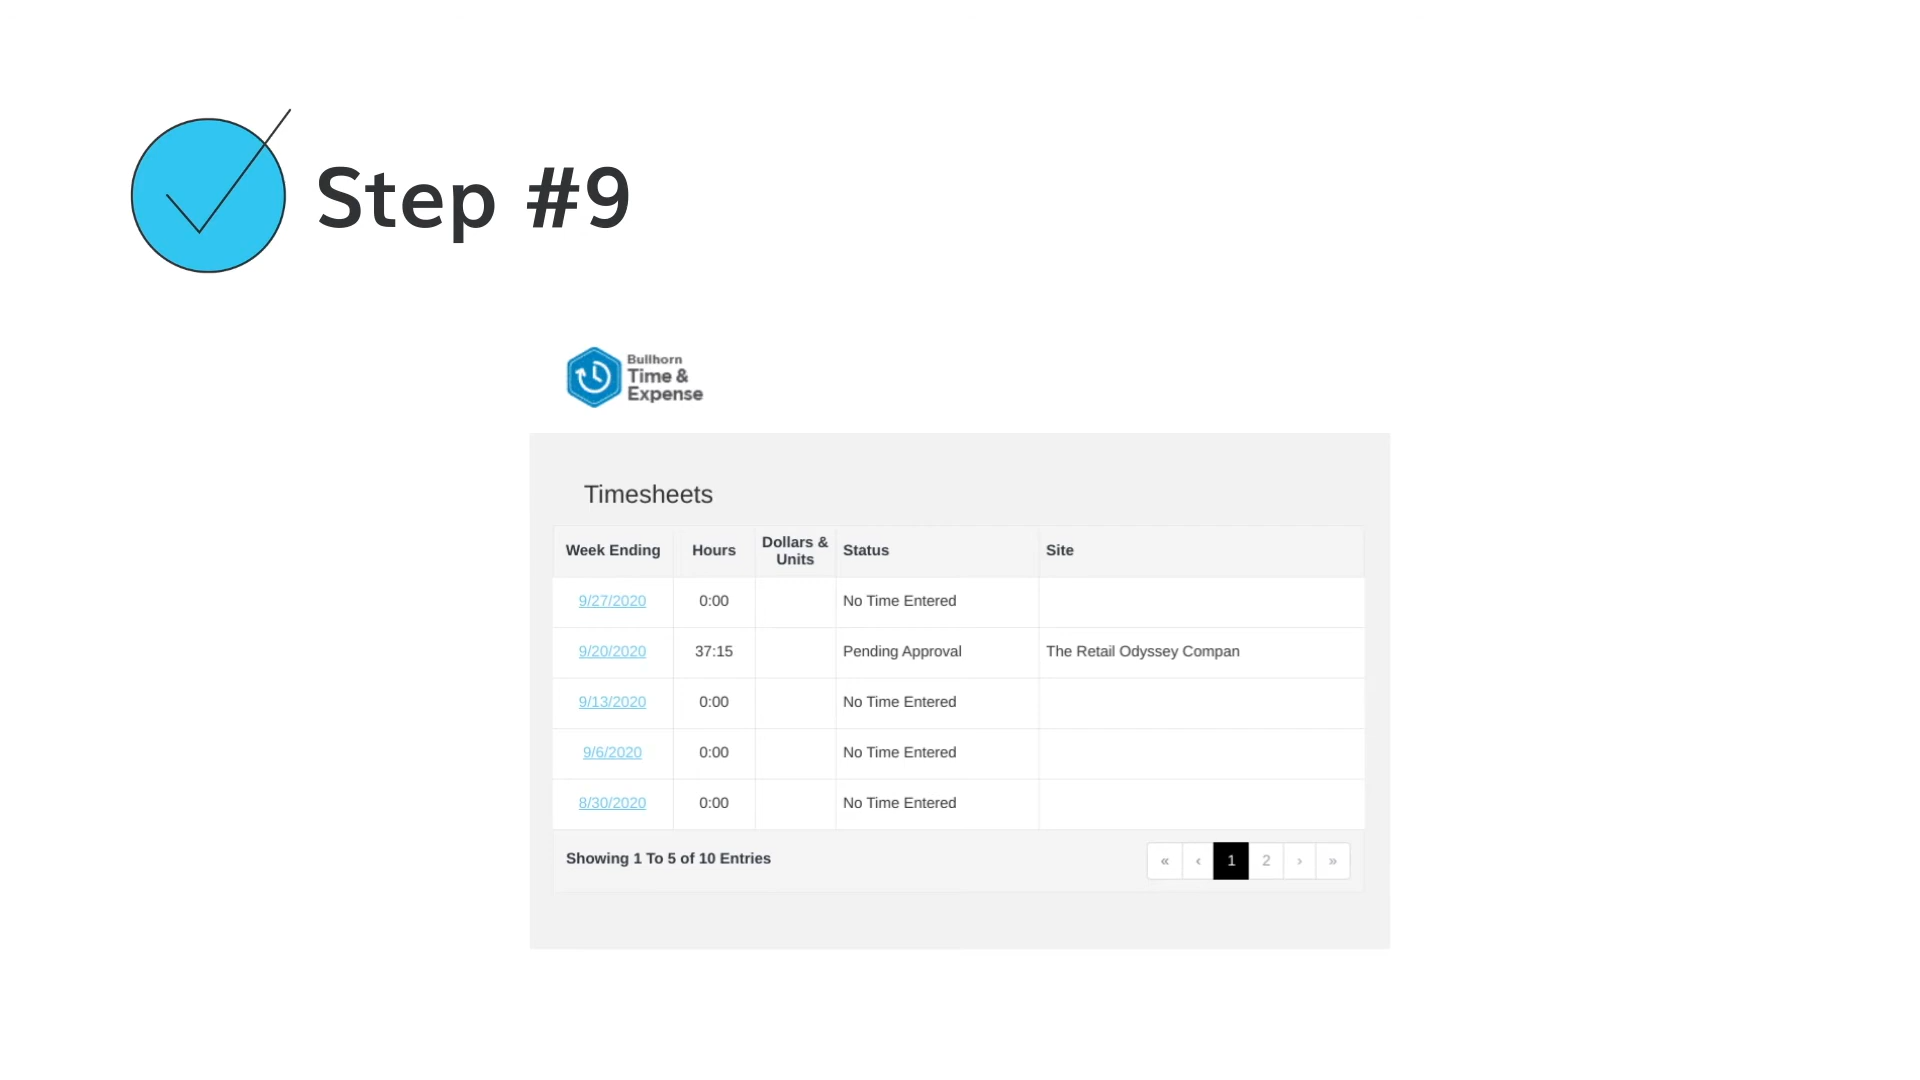 Step #9
Bullhorn
Time &
Expense
Timesheets
Week Ending Hours Dollars & Units Status Site
9/27/2020 0:00 No Time Entered
9/20/2020 37:15 Pending Approval The Retail Odyssey Compan
9/13/2020 0:00 No Time Entered
9/6/2020 0:00 No Time Entered
8/30/2020 0:00 No Time Entered
Showing 1 To 5 of 10 Entries « ‹ 1 2 › »